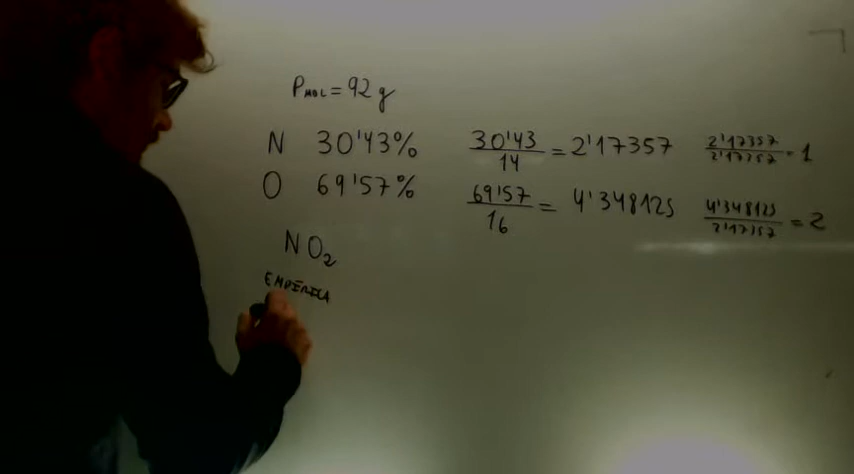 PMOL = 92 g
N 30'43% 30'43/14 = 2'17357 2'17357/2'17357 = 1
O 69'57% 69'57/16 = 4'348125 4'348125/2'17357 = 2
NO2
EMPÍRICA